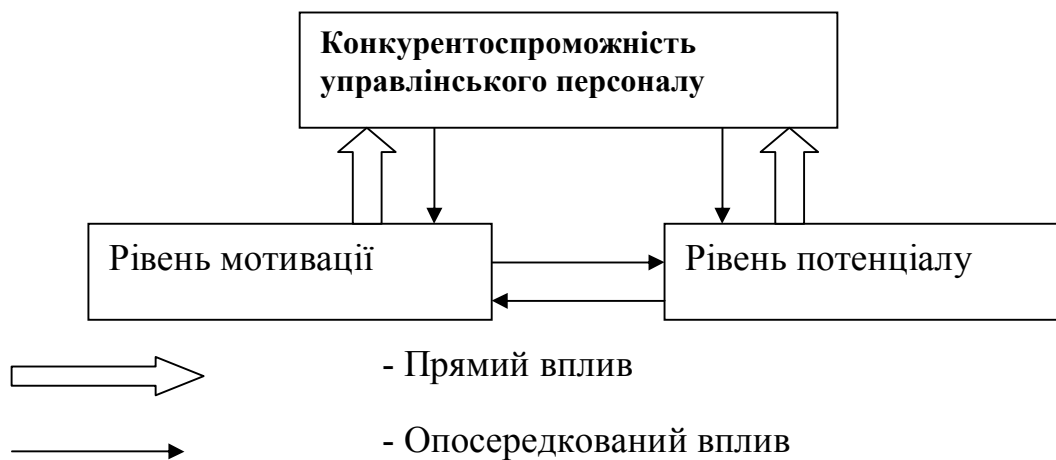 Конкурентоспроможність
управлінського персоналу
Рівень мотивації
Рівень потенціалу
- Прямий вплив
- Опосередкований вплив